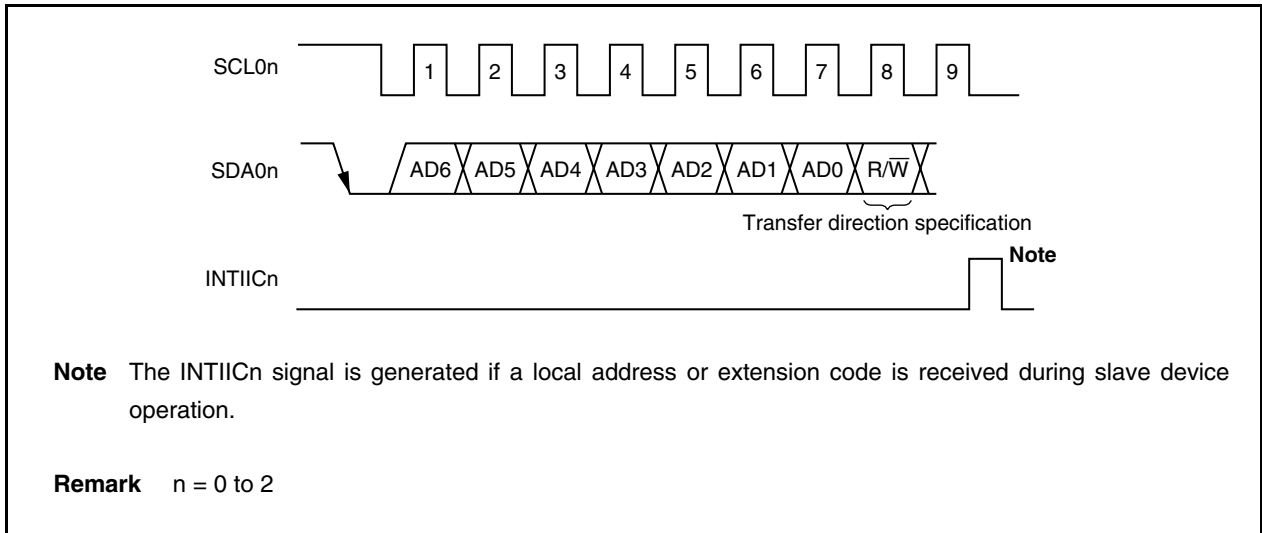 SCL0n 1 2 3 4 5 6 7 8 9
SDA0n AD6 AD5 AD4 AD3 AD2 AD1 AD0 R/W̅
Transfer direction specification
Note
INTIICn
Note The INTIICn signal is generated if a local address or extension code is received during slave device
operation.
Remark n = 0 to 2